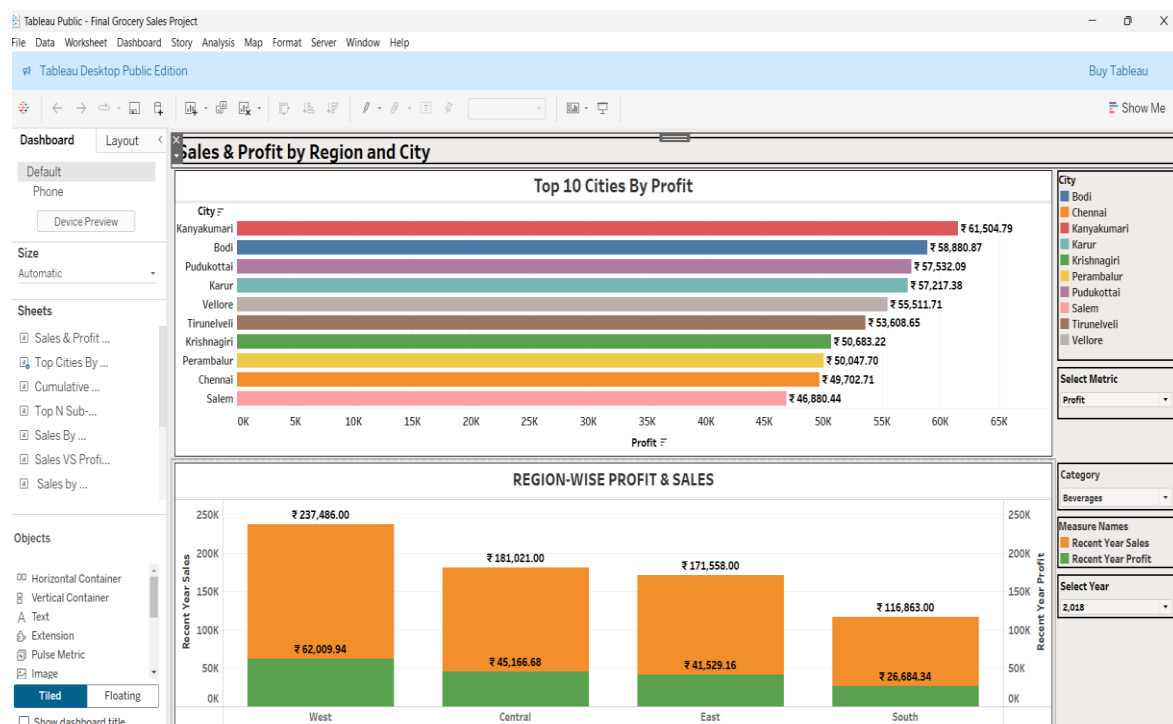 Tableau Public - Final Grocery Sales Project
File Data Worksheet Dashboard Story Analysis Map Format Server Window Help
Tableau Desktop Public Edition
Buy Tableau
Show Me
Dashboard Layout
Default
Phone
Device Preview
Size
Automatic
Sheets
Sales & Profit ...
Top Cities By ...
Cumulative ...
Top N Sub-...
Sales By ...
Sales VS Profi...
Sales by ...
Objects
Horizontal Container
Vertical Container
Text
Extension
Pulse Metric
Image
Tiled Floating
Show dashboard title
Sales & Profit by Region and City
Top 10 Cities By Profit
City
Kanyakumari ₹ 61,504.79
Bodi ₹ 58,880.87
Pudukottai ₹ 57,532.09
Karur ₹ 57,217.38
Vellore ₹ 55,511.71
Tirunelveli ₹ 53,608.65
Krishnagiri ₹ 50,683.22
Perambalur ₹ 50,047.70
Chennai ₹ 49,702.71
Salem ₹ 46,880.44
0K 5K 10K 15K 20K 25K 30K 35K 40K 45K 50K 55K 60K 65K
Profit
City
Bodi
Chennai
Kanyakumari
Karur
Krishnagiri
Perambalur
Pudukottai
Salem
Tirunelveli
Vellore
Select Metric
Profit
REGION-WISE PROFIT & SALES
Recent Year Sales
250K
200K
150K
100K
50K
0K
₹ 237,486.00
₹ 62,009.94
West
₹ 181,021.00
₹ 45,166.68
Central
₹ 171,558.00
₹ 41,529.16
East
₹ 116,863.00
₹ 26,684.34
South
250K
200K
150K
100K
50K
0K
Recent Year Profit
Category
Beverages
Measure Names
Recent Year Sales
Recent Year Profit
Select Year
2,018